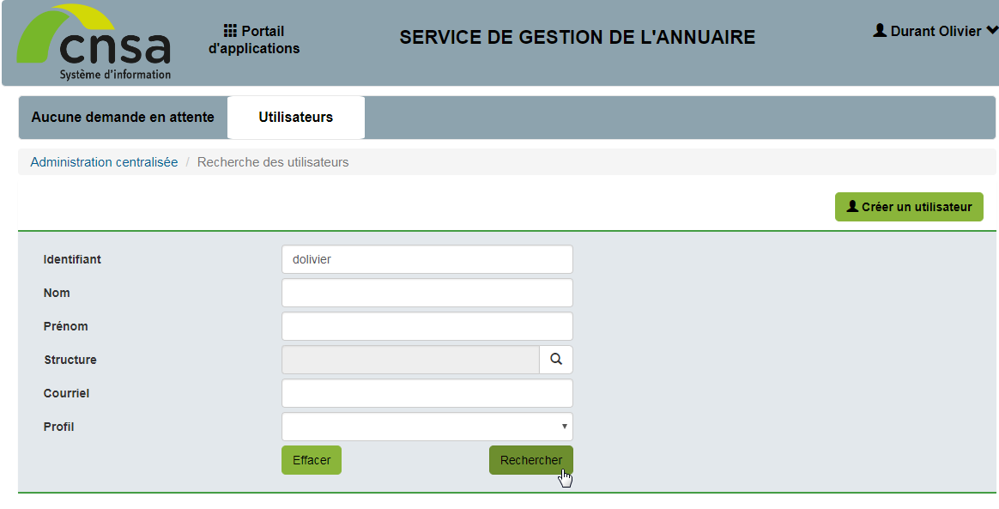 cnsa
Système d'information
Portail
d'applications
SERVICE DE GESTION DE L'ANNUAIRE
Durant Olivier
Aucune demande en attente
Utilisateurs
Administration centralisée / Recherche des utilisateurs
Créer un utilisateur
Identifiant
dolivier
Nom
Prénom
Structure
Courriel
Profil
Effacer
Rechercher